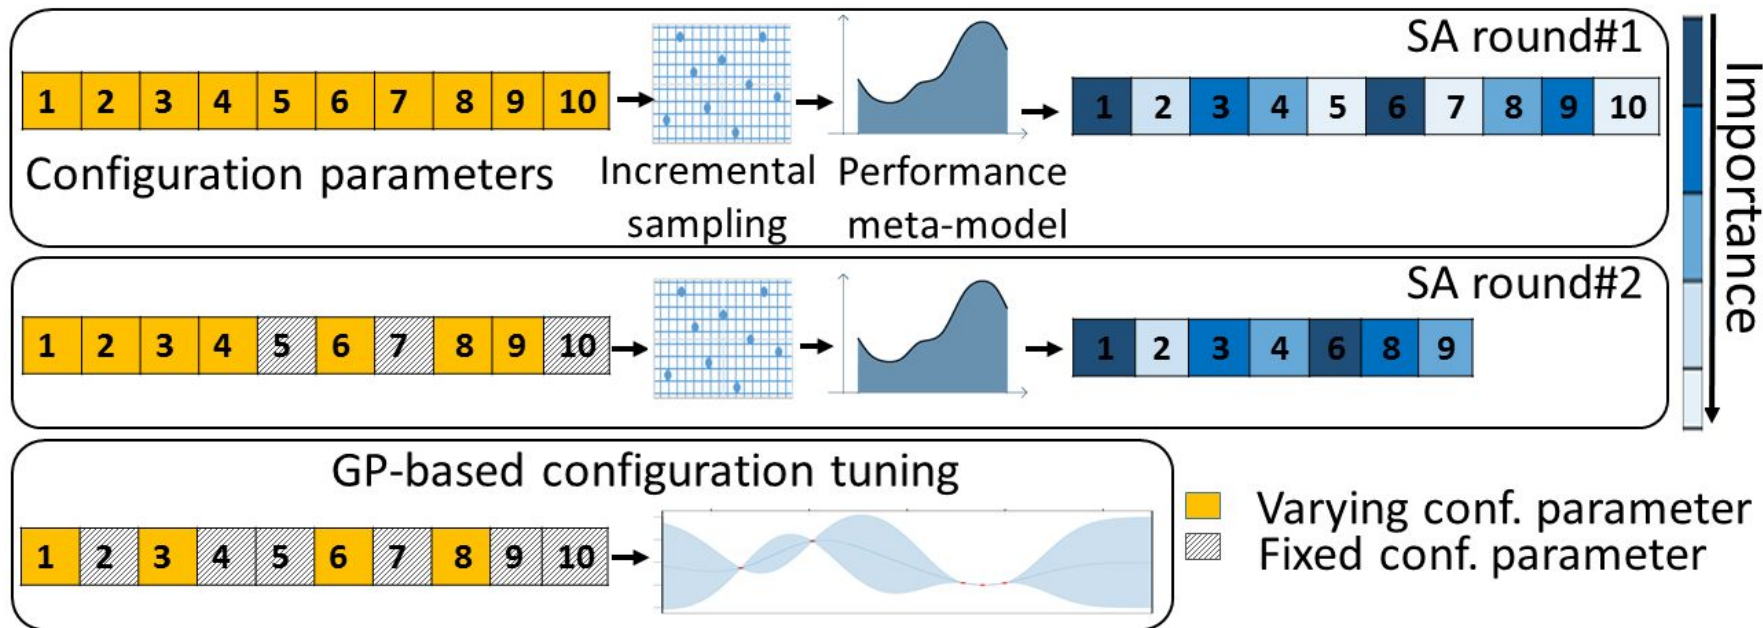 SA round#1
1 2 3 4 5 6 7 8 9 10
1 2 3 4 5 6 7 8 9 10
Configuration parameters
Incremental
sampling
Performance
meta-model
Importance
SA round#2
1 2 3 4 5 6 7 8 9 10
1 2 3 4 6 8 9
GP-based configuration tuning
1 2 3 4 5 6 7 8 9 10
Varying conf. parameter
Fixed conf. parameter